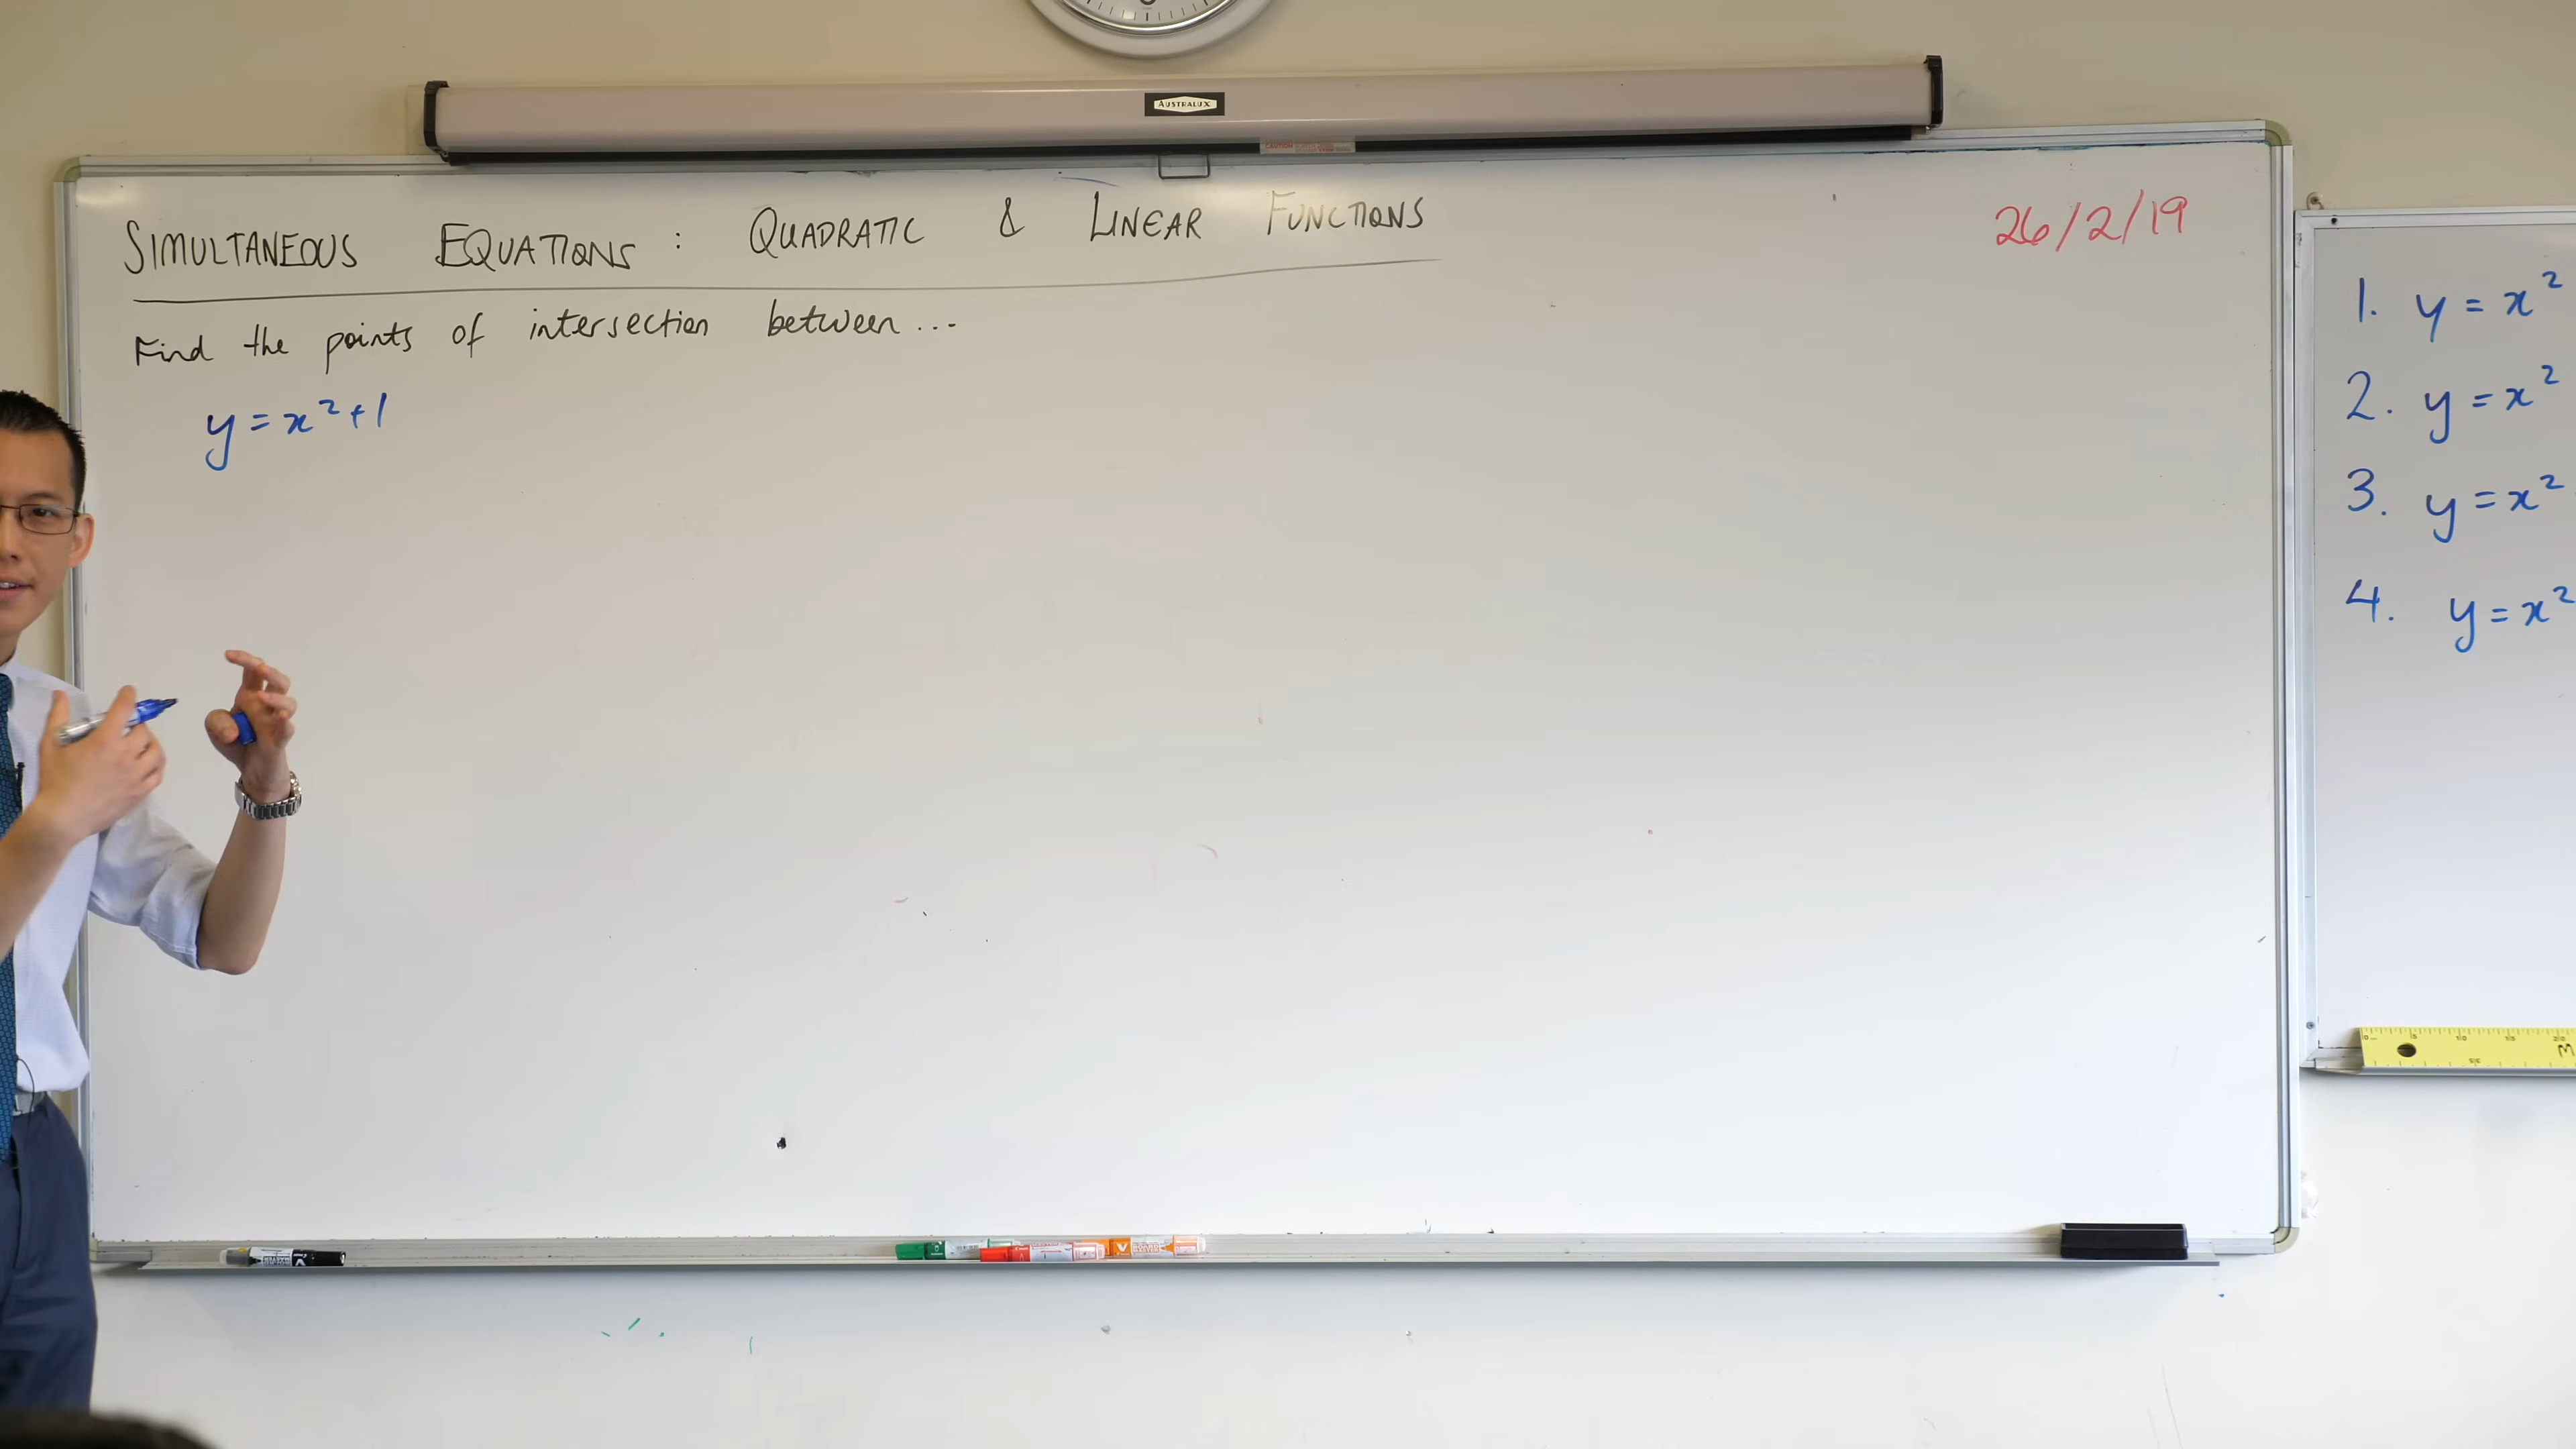 AUSTRALUX
CAUTION
SIMULTANEOUS EQUATIONS : QUADRATIC & LINEAR FUNCTIONS
26/2/19
Find the points of intersection between...
y = x²+1
1. y = x²
2. y = x²
3. y = x²
4. y = x²